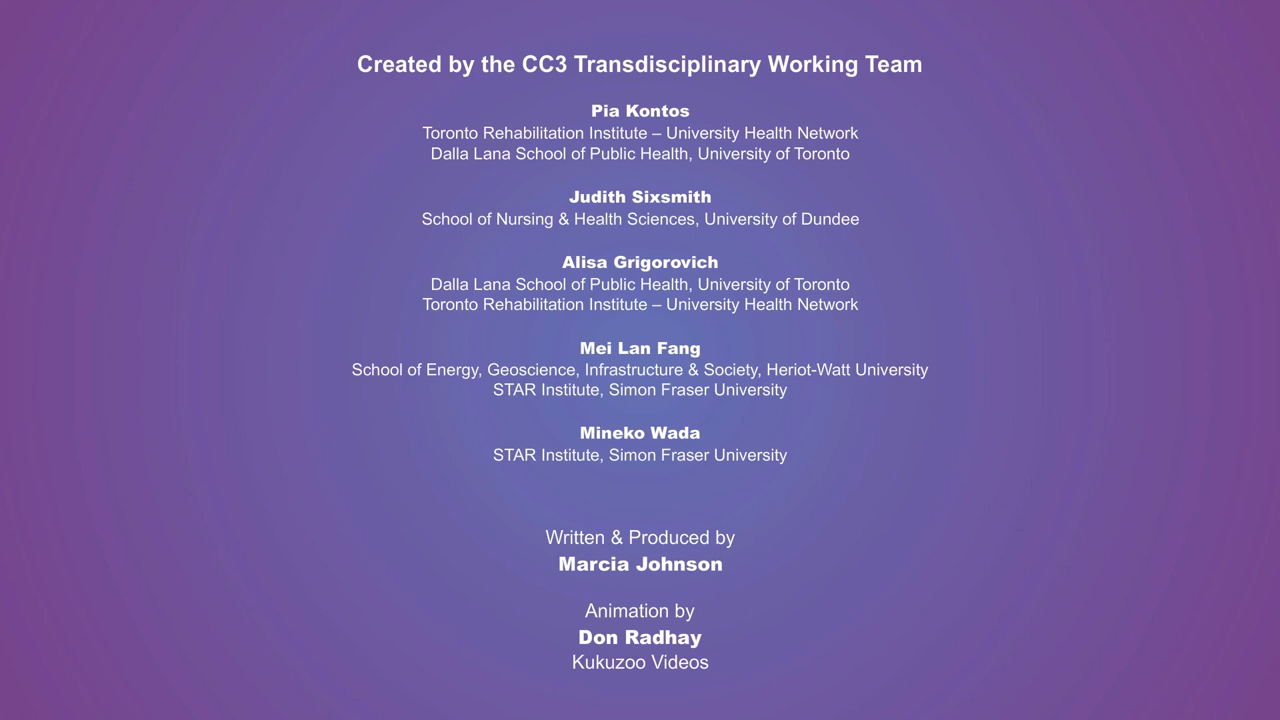 Created by the CC3 Transdisciplinary Working Team
Pia Kontos
Toronto Rehabilitation Institute – University Health Network
Dalla Lana School of Public Health, University of Toronto
Judith Sixsmith
School of Nursing & Health Sciences, University of Dundee
Alisa Grigorovich
Dalla Lana School of Public Health, University of Toronto
Toronto Rehabilitation Institute – University Health Network
Mei Lan Fang
School of Energy, Geoscience, Infrastructure & Society, Heriot-Watt University
STAR Institute, Simon Fraser University
Mineko Wada
STAR Institute, Simon Fraser University
Written & Produced by
Marcia Johnson
Animation by
Don Radhay
Kukuzoo Videos